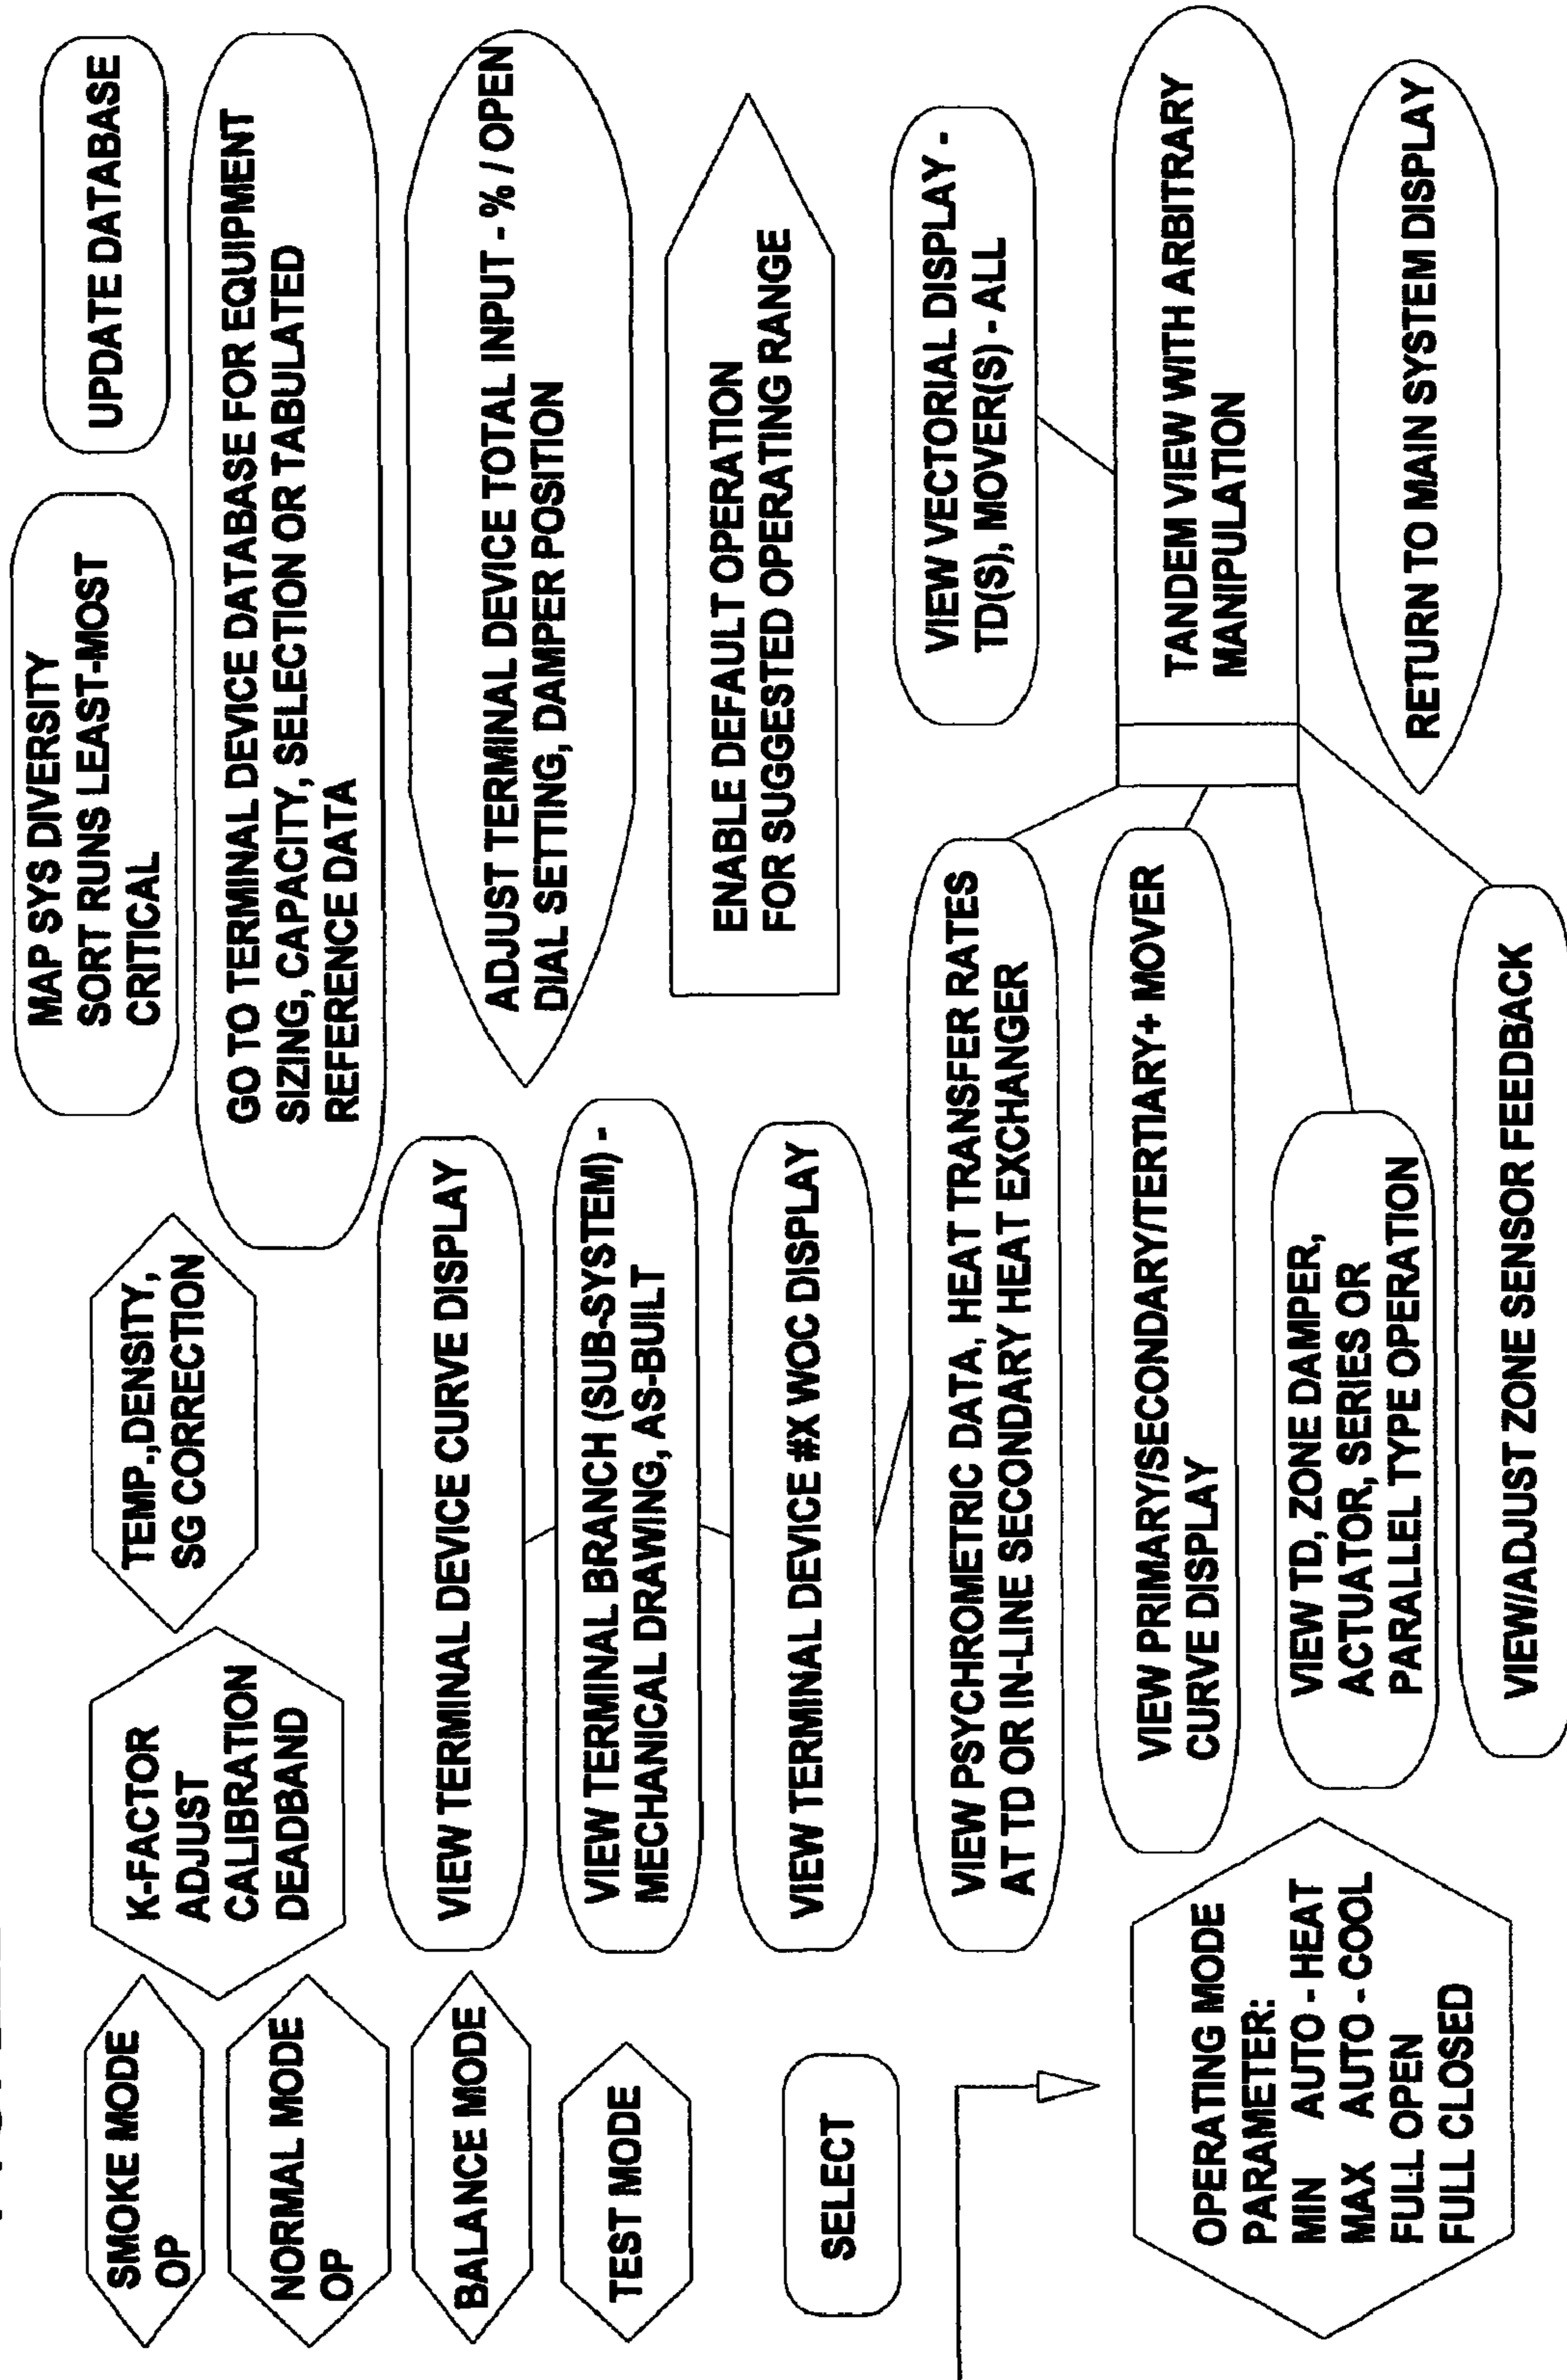 SMOKE MODE
OP
NORMAL MODE
OP
BALANCE MODE
TEST MODE
SELECT
OPERATING MODE
PARAMETER:
MIN AUTO - HEAT
MAX AUTO - COOL
FULL OPEN
FULL CLOSED
K-FACTOR
ADJUST
CALIBRATION
DEADBAND
TEMP.,DENSITY,
SG CORRECTION
VIEW TERMINAL DEVICE CURVE DISPLAY
VIEW TERMINAL BRANCH (SUB-SYSTEM) -
MECHANICAL DRAWING, AS-BUILT
VIEW TERMINAL DEVICE #X WOC DISPLAY
VIEW PSYCHROMETRIC DATA, HEAT TRANSFER RATES
AT TD OR IN-LINE SECONDARY HEAT EXCHANGER
VIEW PRIMARY/SECONDARY/TERTIARY+ MOVER
CURVE DISPLAY
VIEW TD, ZONE DAMPER,
ACTUATOR, SERIES OR
PARALLEL TYPE OPERATION
VIEW/ADJUST ZONE SENSOR FEEDBACK
MAP SYS DIVERSITY
SORT RUNS LEAST-MOST
CRITICAL
UPDATE DATABASE
GO TO TERMINAL DEVICE DATABASE FOR EQUIPMENT
SIZING, CAPACITY, SELECTION OR TABULATED
REFERENCE DATA
ADJUST TERMINAL DEVICE TOTAL INPUT - % / OPEN
DIAL SETTING, DAMPER POSITION
ENABLE DEFAULT OPERATION
FOR SUGGESTED OPERATING RANGE
VIEW VECTORIAL DISPLAY -
TD(S), MOVER(S) - ALL
TANDEM VIEW WITH ARBITRARY
MANIPULATION
RETURN TO MAIN SYSTEM DISPLAY